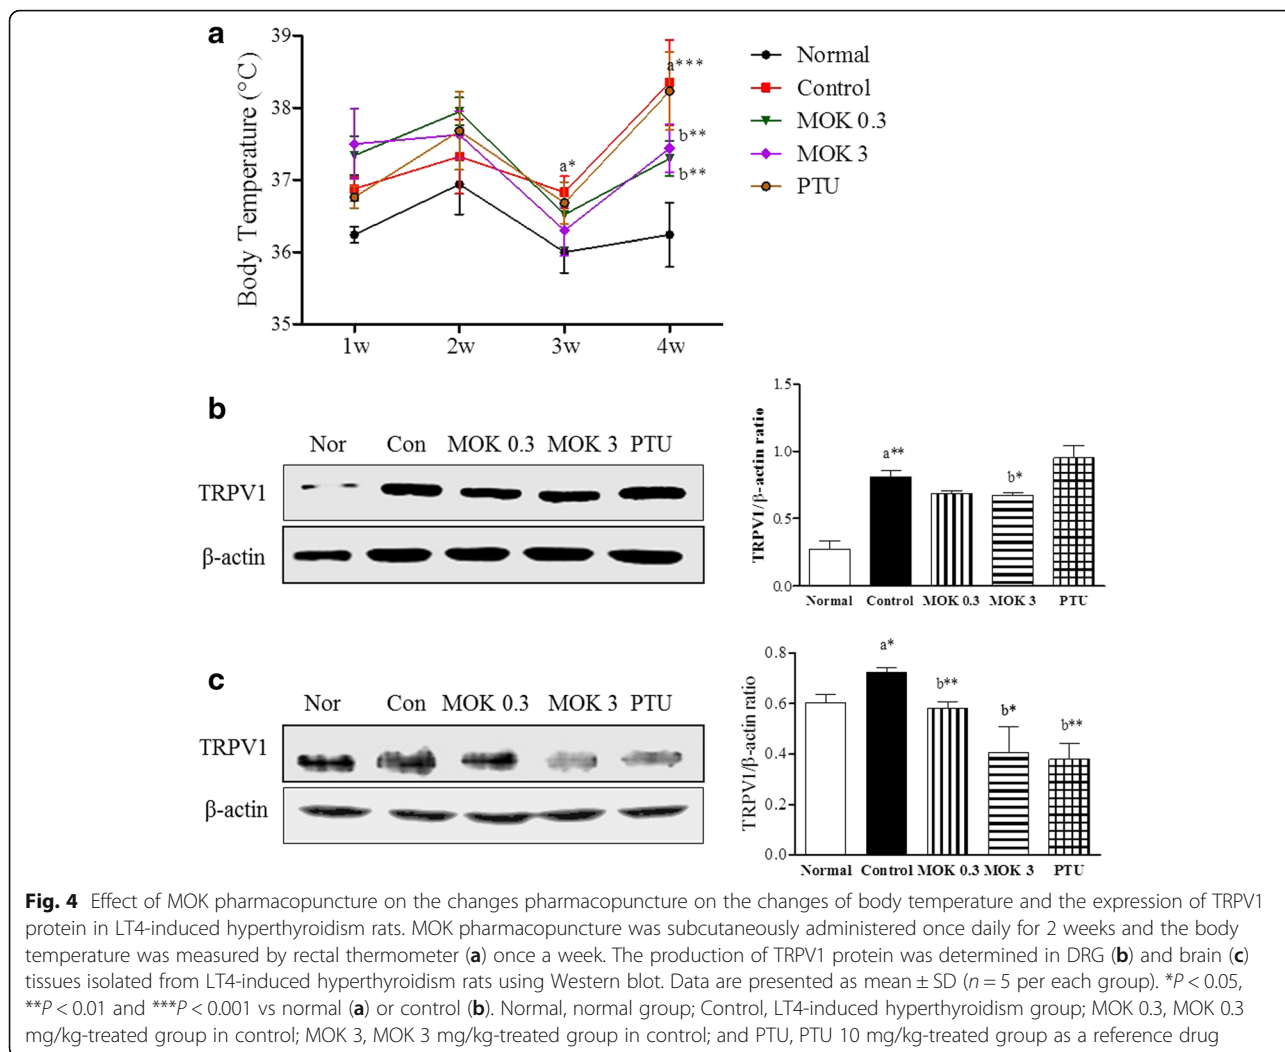 a
39
38
37
36
35
Body Temperature (°C)
1w 2w 3w 4w
a*
a***
b**
b**
Normal
Control
MOK 0.3
MOK 3
PTU
b
Nor Con MOK 0.3 MOK 3 PTU
TRPV1
β-actin
1.5
1.0
0.5
0.0
TRPV1/β-actin ratio
a**
b*
Normal Control MOK 0.3 MOK 3 PTU
c
Nor Con MOK 0.3 MOK 3 PTU
TRPV1
β-actin
0.8
0.6
0.4
0.2
0.0
TRPV1/β-actin ratio
a*
b**
b*
b**
Normal Control MOK 0.3 MOK 3 PTU
Fig. 4 Effect of MOK pharmacopuncture on the changes pharmacopuncture on the changes of body temperature and the expression of TRPV1
protein in LT4-induced hyperthyroidism rats. MOK pharmacopuncture was subcutaneously administered once daily for 2 weeks and the body
temperature was measured by rectal thermometer (a) once a week. The production of TRPV1 protein was determined in DRG (b) and brain (c)
tissues isolated from LT4-induced hyperthyroidism rats using Western blot. Data are presented as mean ± SD (n = 5 per each group). *P < 0.05,
**P < 0.01 and ***P < 0.001 vs normal (a) or control (b). Normal, normal group; Control, LT4-induced hyperthyroidism group; MOK 0.3, MOK 0.3
mg/kg-treated group in control; MOK 3, MOK 3 mg/kg-treated group in control; and PTU, PTU 10 mg/kg-treated group as a reference drug